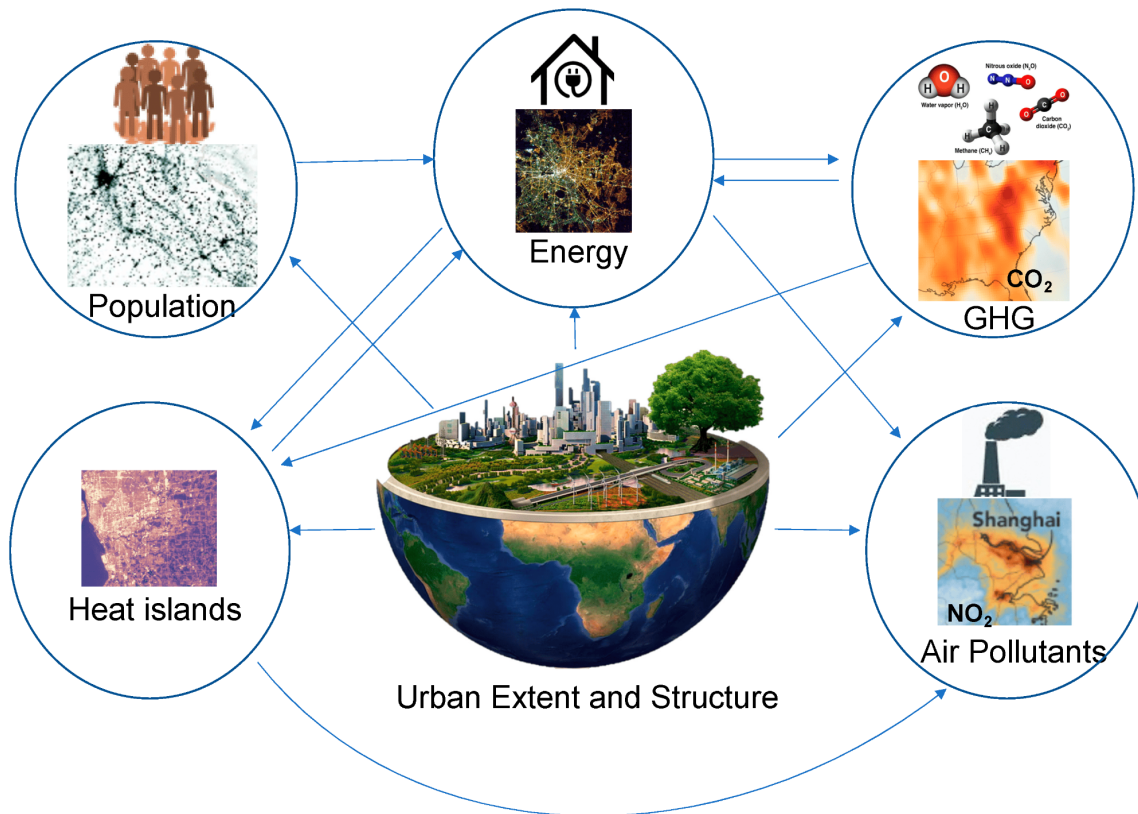 Population
Energy
O
H H
Water vapor (H₂O)
Nitrous oxide (N₂O)
N N O
O C O
Carbon
dioxide (CO₂)
H
C
H H
H
Methane (CH₄)
CO₂
GHG
Heat islands
Urban Extent and Structure
Shanghai
NO₂
Air Pollutants